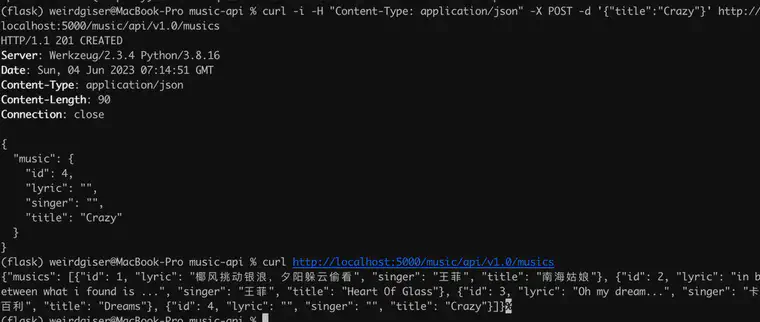 (flask) weirdgiser@MacBook-Pro music-api % curl -i -H "Content-Type: application/json" -X POST -d '{"title":"Crazy"}' http://
localhost:5000/music/api/v1.0/musics
HTTP/1.1 201 CREATED
Server: Werkzeug/2.3.4 Python/3.8.16
Date: Sun, 04 Jun 2023 07:14:51 GMT
Content-Type: application/json
Content-Length: 90
Connection: close

{
  "music": {
    "id": 4,
    "lyric": "",
    "singer": "",
    "title": "Crazy"
  }
}
(flask) weirdgiser@MacBook-Pro music-api % curl http://localhost:5000/music/api/v1.0/musics
{"musics": [{"id": 1, "lyric": "椰风挑动银浪，夕阳躲云偷看", "singer": "王菲", "title": "南海姑娘"}, {"id": 2, "lyric": "in b
etween what i found is ...", "singer": "王菲", "title": "Heart Of Glass"}, {"id": 3, "lyric": "Oh my dream...", "singer": "卡
百利", "title": "Dreams"}, {"id": 4, "lyric": "", "singer": "", "title": "Crazy"}]}%
(flask) weirdgiser@MacBook-Pro music-api %